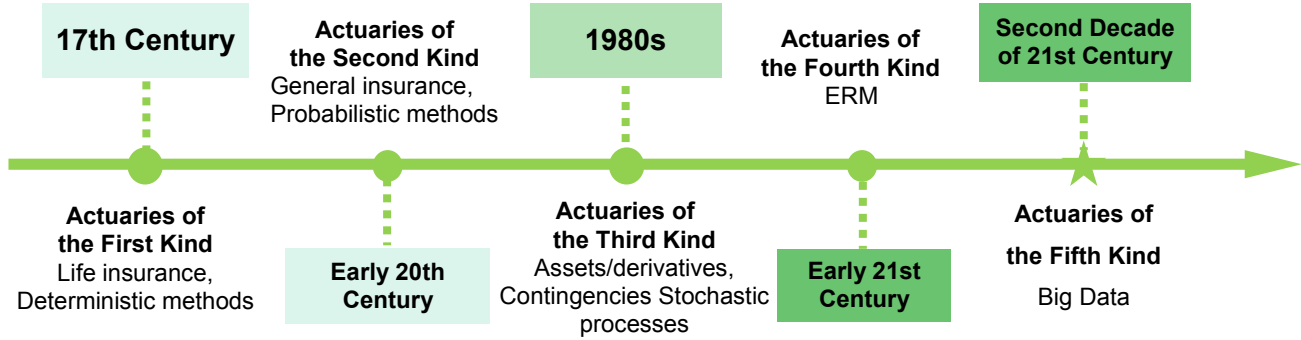 17th Century
Actuaries of
the First Kind
Life insurance,
Deterministic methods
Actuaries of
the Second Kind
General insurance,
Probabilistic methods
Early 20th
Century
1980s
Actuaries of
the Third Kind
Assets/derivatives,
Contingencies Stochastic
processes
Actuaries of
the Fourth Kind
ERM
Early 21st
Century
Second Decade
of 21st Century
Actuaries of
the Fifth Kind
Big Data